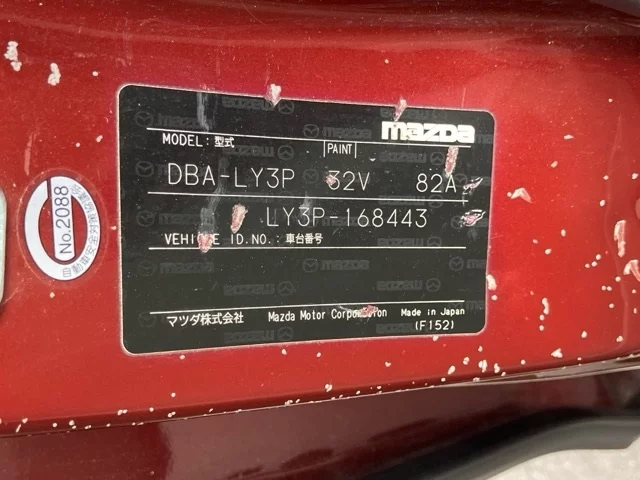 mazda
MODEL: 型式 PAINT
DBA-LY3P 32V 82A
LY3P-168443
VEHICLE ID.NO.: 車台番号
マツダ株式会社 Mazda Motor Corporation Made in Japan
(F152)
No.2088